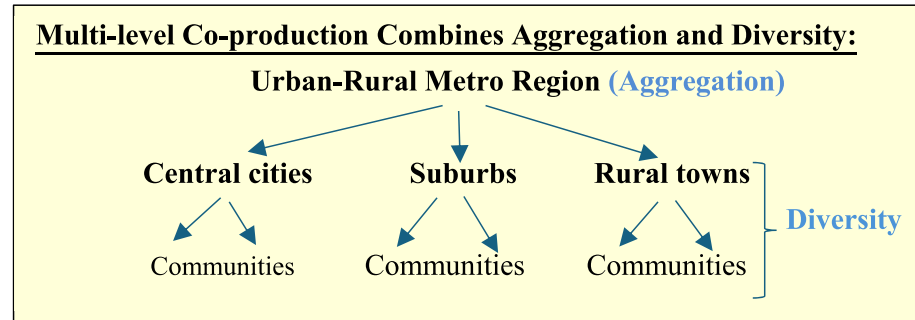 Multi-level Co-production Combines Aggregation and Diversity:
Urban-Rural Metro Region (Aggregation)
Central cities Suburbs Rural towns
Diversity
Communities Communities Communities